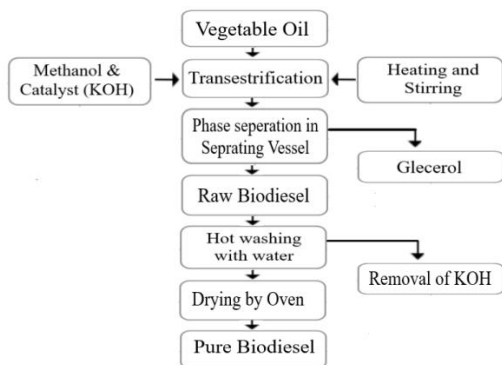 Vegetable Oil
Methanol &
Catalyst (KOH)
Transestrification
Heating and
Stirring
Phase seperation in
Seprating Vessel
Glecerol
Raw Biodiesel
Hot washing
with water
Removal of KOH
Drying by Oven
Pure Biodiesel